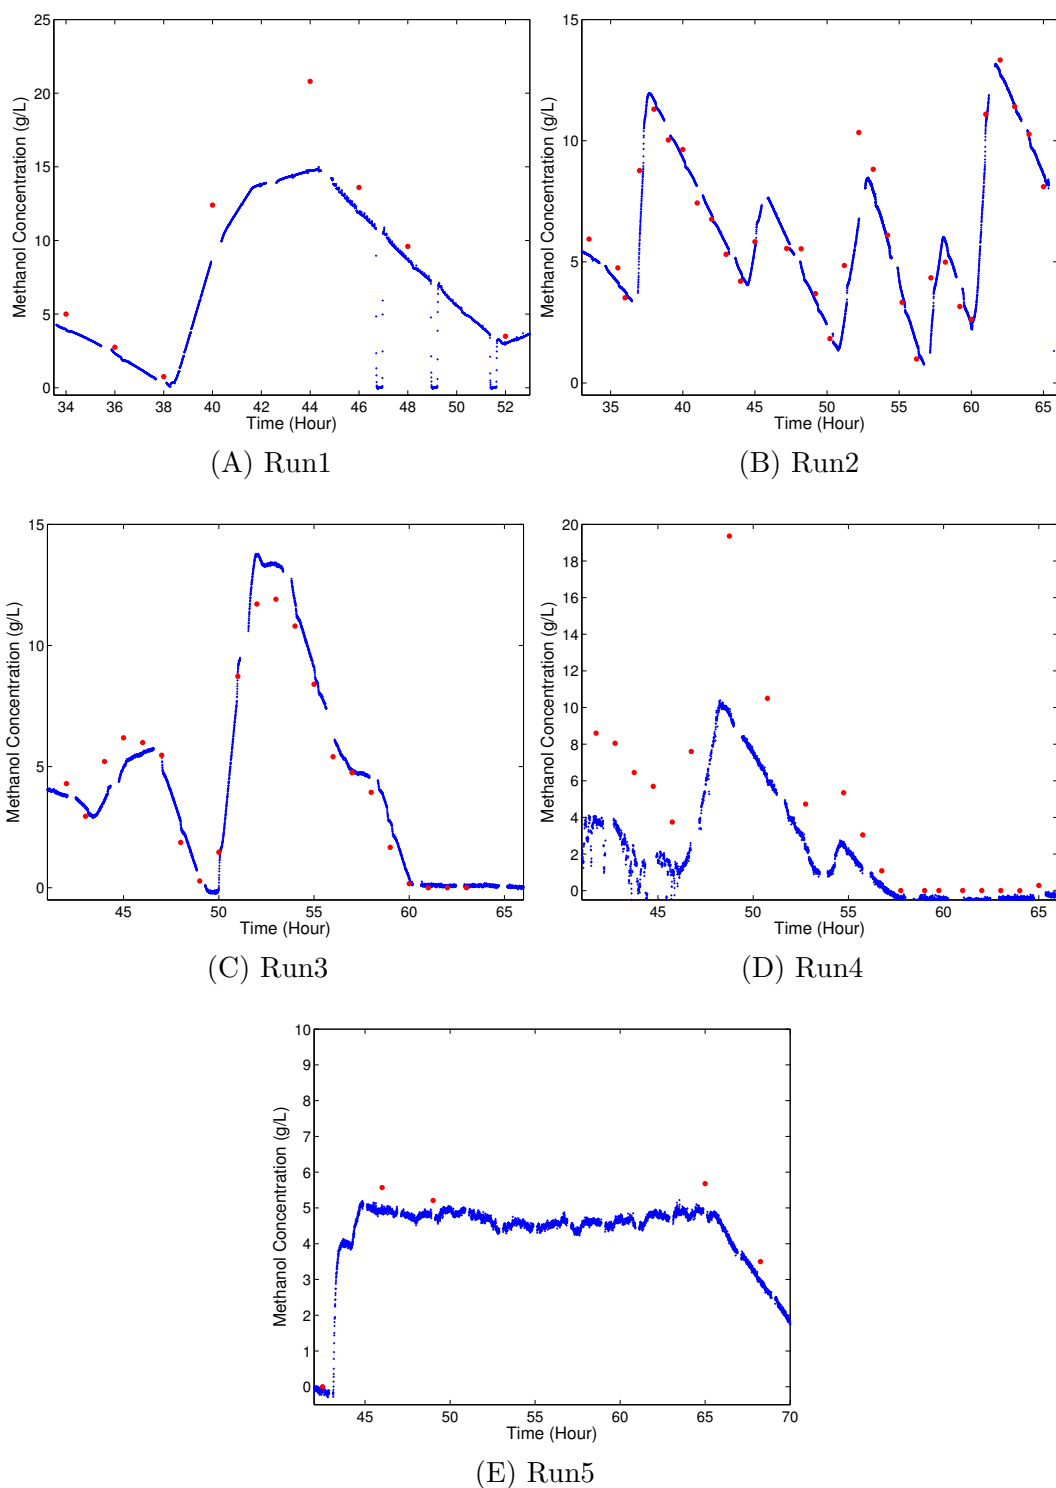 25
20
15
10
5
0
Methanol Concentration (g/L)
34 36 38 40 42 44 46 48 50 52
Time (Hour)
(A) Run1
15
10
5
0
Methanol Concentration (g/L)
35 40 45 50 55 60 65
Time (Hour)
(B) Run2
15
10
5
0
Methanol Concentration (g/L)
45 50 55 60 65
Time (Hour)
(C) Run3
20
18
16
14
12
10
8
6
4
2
0
Methanol Concentration (g/L)
45 50 55 60 65
Time (Hour)
(D) Run4
10
9
8
7
6
5
4
3
2
1
0
Methanol Concentration (g/L)
45 50 55 60 65 70
Time (Hour)
(E) Run5